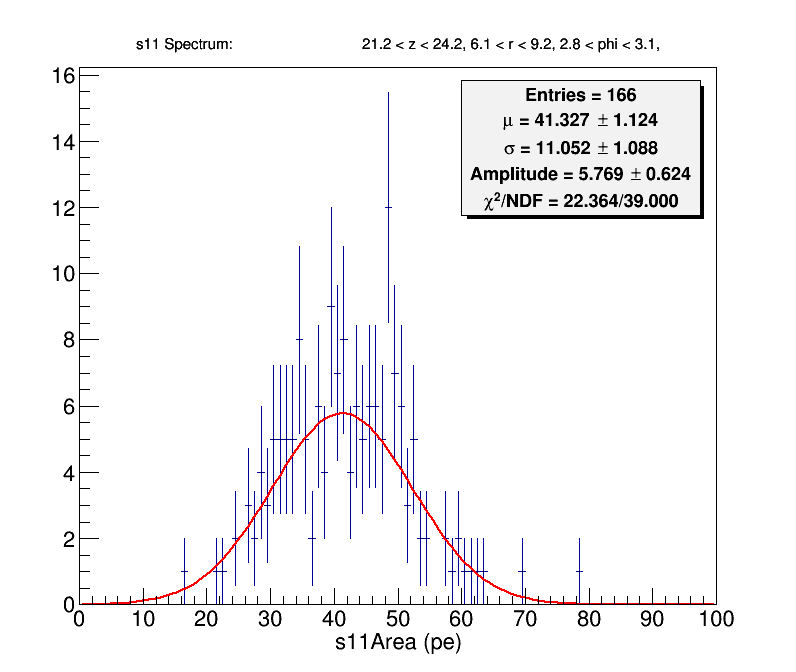 s11 Spectrum: 21.2 < z < 24.2, 6.1 < r < 9.2, 2.8 < phi < 3.1,
Entries = 166
μ = 41.327 ± 1.124
σ = 11.052 ± 1.088
Amplitude = 5.769 ± 0.624
χ²/NDF = 22.364/39.000
16
14
12
10
8
6
4
2
0
0 10 20 30 40 50 60 70 80 90 100
s11Area (pe)